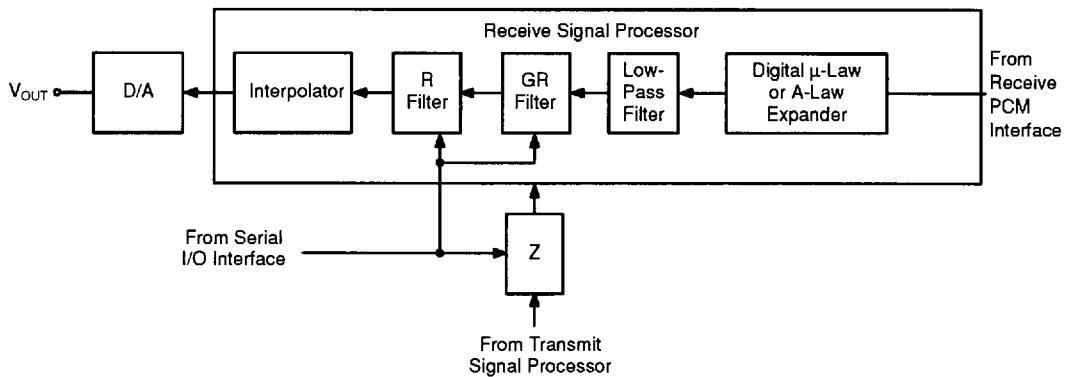 Receive Signal Processor
V_OUT
D/A
Interpolator
R
Filter
GR
Filter
Low-
Pass
Filter
Digital μ-Law
or A-Law
Expander
From
Receive
PCM
Interface
From Serial
I/O Interface
Z
From Transmit
Signal Processor